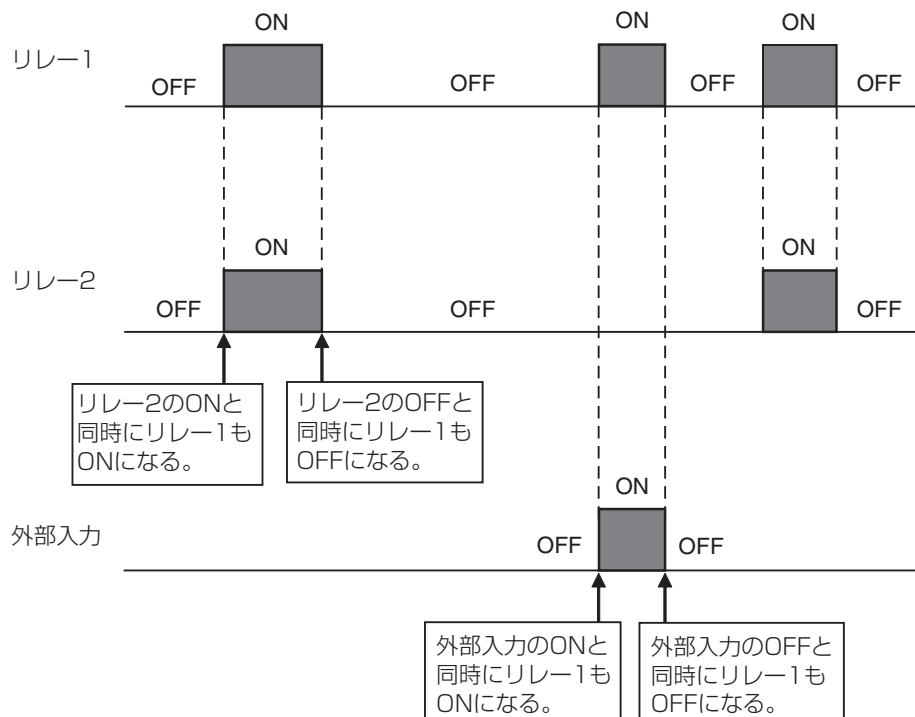 ON ON ON
リレー1
OFF OFF OFF OFF
ON ON
リレー2
OFF OFF OFF
リレー2のONと
同時にリレー1も
ONになる。
リレー2のOFFと
同時にリレー1も
OFFになる。
ON
外部入力
OFF OFF
外部入力のONと
同時にリレー1も
ONになる。
外部入力のOFFと
同時にリレー1も
OFFになる。